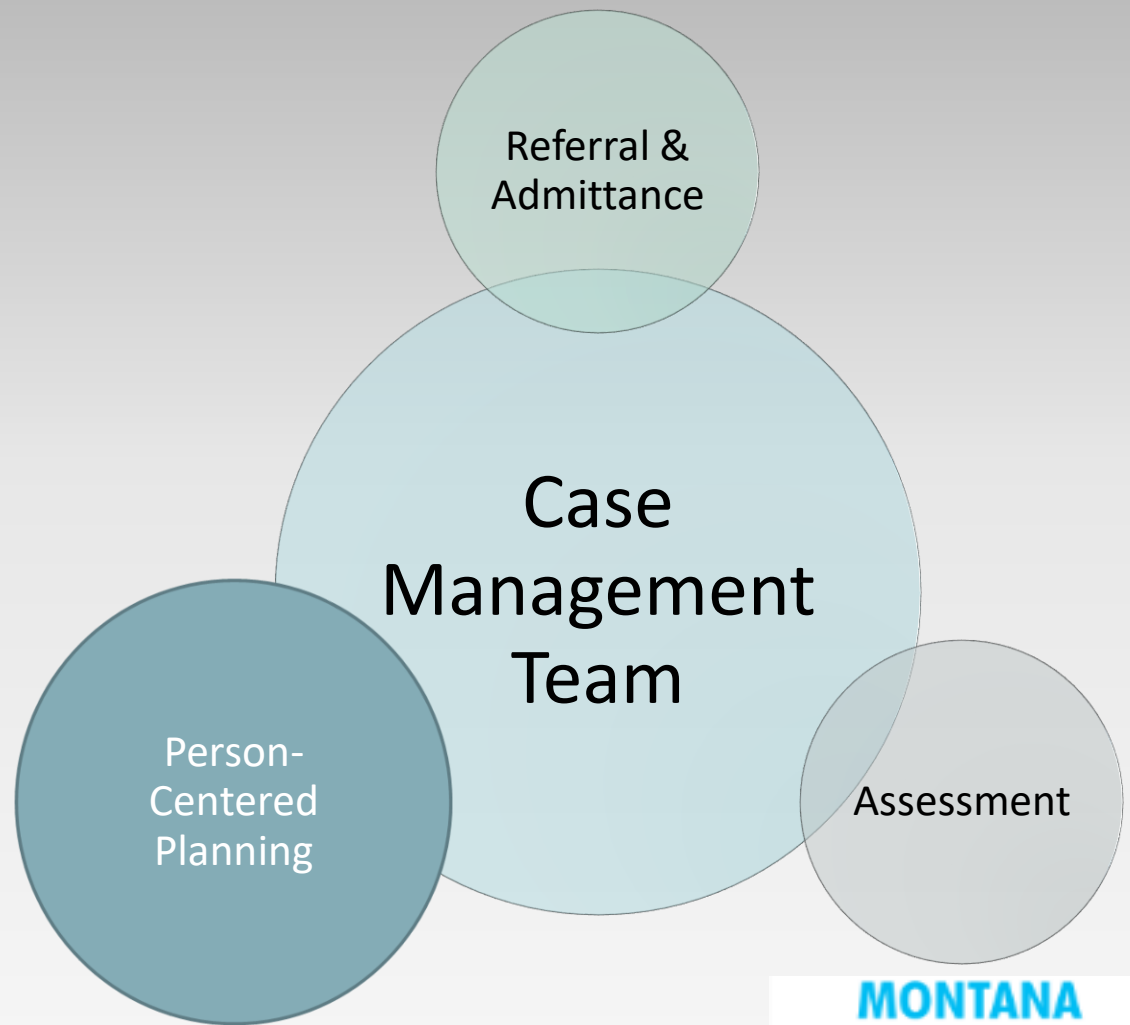 Referral &
Admittance
Case
Management
Team
Person-
Centered
Planning
Assessment
MONTANA